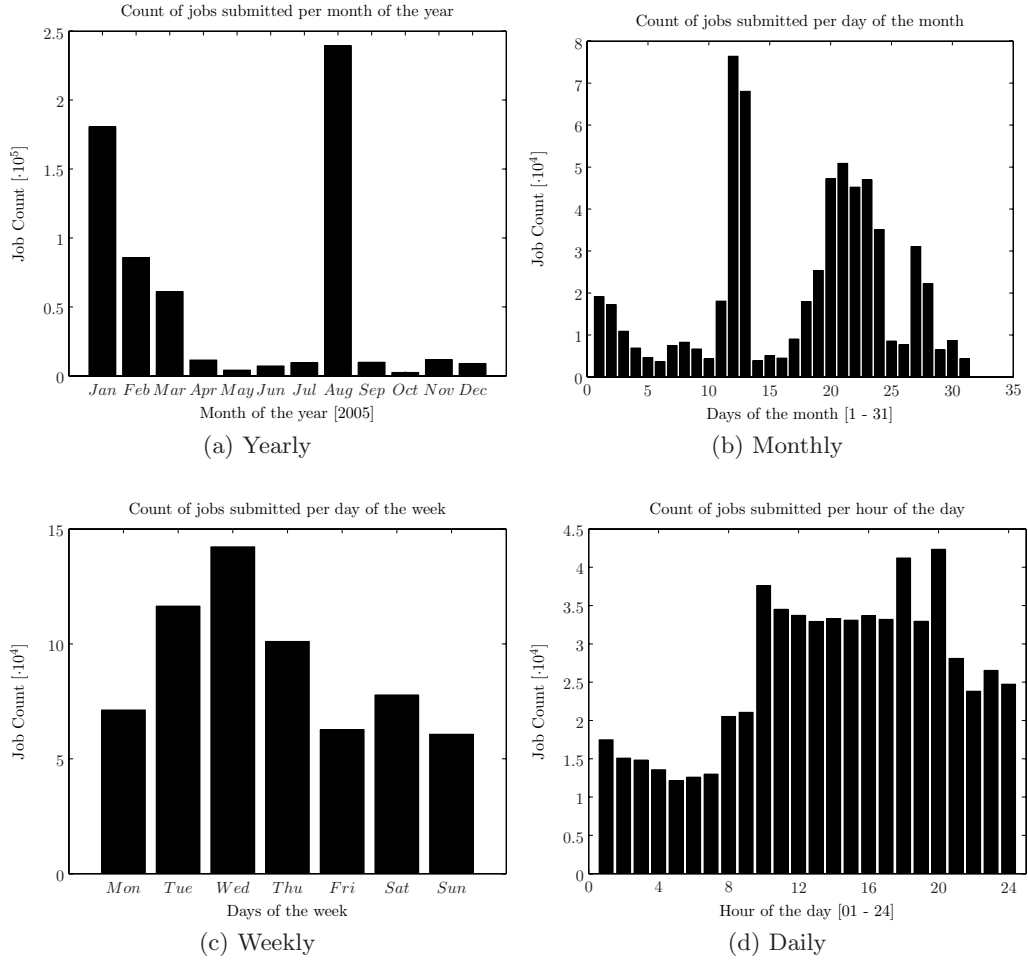 Count of jobs submitted per month of the year
2.5
2
1.5
1
0.5
0
Job Count [·10⁵]
Jan Feb Mar Apr May Jun Jul Aug Sep Oct Nov Dec
Month of the year [2005]
(a) Yearly
Count of jobs submitted per day of the month
8
7
6
5
4
3
2
1
0
Job Count [·10⁴]
0 5 10 15 20 25 30 35
Days of the month [1 - 31]
(b) Monthly
Count of jobs submitted per day of the week
15
10
5
0
Job Count [·10⁴]
Mon Tue Wed Thu Fri Sat Sun
Days of the week
(c) Weekly
Count of jobs submitted per hour of the day
4.5
4
3.5
3
2.5
2
1.5
1
0.5
0
Job Count [·10⁴]
0 4 8 12 16 20 24
Hour of the day [01 - 24]
(d) Daily